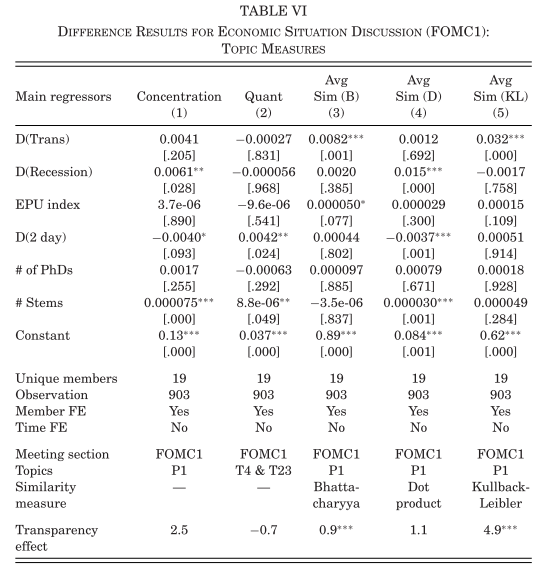 TABLE VI
DIFFERENCE RESULTS FOR ECONOMIC SITUATION DISCUSSION (FOMC1):
TOPIC MEASURES
Avg Avg Avg
Main regressors Concentration Quant Sim (B) Sim (D) Sim (KL)
(1) (2) (3) (4) (5)
D(Trans) 0.0041 −0.00027 0.0082*** 0.0012 0.032***
[.205] [.831] [.001] [.692] [.000]
D(Recession) 0.0061** −0.000056 0.0020 0.015*** −0.0017
[.028] [.968] [.385] [.000] [.758]
EPU index 3.7e-06 −9.6e-06 0.000050* 0.000029 0.00015
[.890] [.541] [.077] [.300] [.109]
D(2 day) −0.0040* 0.0042** 0.00044 −0.0037*** 0.00051
[.093] [.024] [.802] [.001] [.914]
# of PhDs 0.0017 −0.00063 0.000097 0.00079 0.00018
[.255] [.292] [.885] [.671] [.928]
# Stems 0.000075*** 8.8e-06** −3.5e-06 0.000030*** 0.000049
[.000] [.049] [.837] [.001] [.284]
Constant 0.13*** 0.037*** 0.89*** 0.084*** 0.62***
[.000] [.000] [.000] [.001] [.000]
Unique members 19 19 19 19 19
Observation 903 903 903 903 903
Member FE Yes Yes Yes Yes Yes
Time FE No No No No No
Meeting section FOMC1 FOMC1 FOMC1 FOMC1 FOMC1
Topics P1 T4 & T23 P1 P1 P1
Similarity — — Bhatta- Dot Kullback-
measure charyya product Leibler
Transparency 2.5 −0.7 0.9*** 1.1 4.9***
effect